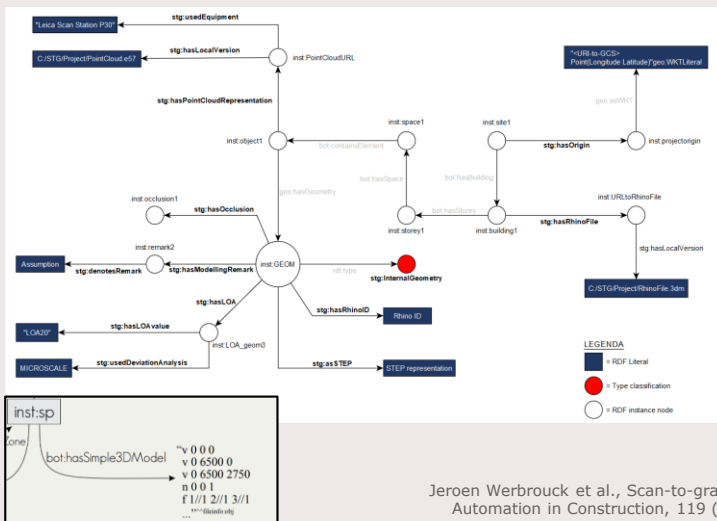 stg:usedEquipment
"Leica Scan Station P30"
stg:hasLocalVersion
C:/STG/Project/PointCloud.e57
inst:PointCloudURL
"<URI-to-GCS>
Point(Longitude Latitude)"geo:WKTLiteral
stg:hasPointCloudRepresentation
geo:asWKT
inst:space1
inst:site1
inst:object1
bot:containsElement
stg:hasOrigin
inst:projectorigin
bot:hasSpace
bot:hasBuilding
inst:occlusion1
geo:hasGeometry
inst:URLtoRhinoFile
stg:hasOcclusion
bot:hasStorey
stg:hasRhinoFile
inst:storey1
inst:building1
inst:remark2
stg:hasLocalVersion
Assumption
stg:denotesRemark
stg:hasModellingRemark
inst:GEOM
rdf:type
stg:InternalGeometry
C:/STG/Project/RhinoFile.3dm
stg:hasLOA
stg:hasRhinoID
Rhino ID
"LOA20"
stg:hasLOAvalue
inst:LOA_geom3
LEGENDA
= RDF Literal
MICROSCALE
stg:usedDeviationAnalysis
stg:asSTEP
STEP representation
= Type classification
= RDF instance node
inst:sp
Zone
bot:hasSimple3DModel
"v 0 0 0
v 0 6500 0
v 0 6500 2750
n 0 0 1
f 1//1 2//1 3//1
..."^^fileinfo:obj
Jeroen Werbrouck et al., Scan-to-gra
Automation in Construction, 119 (